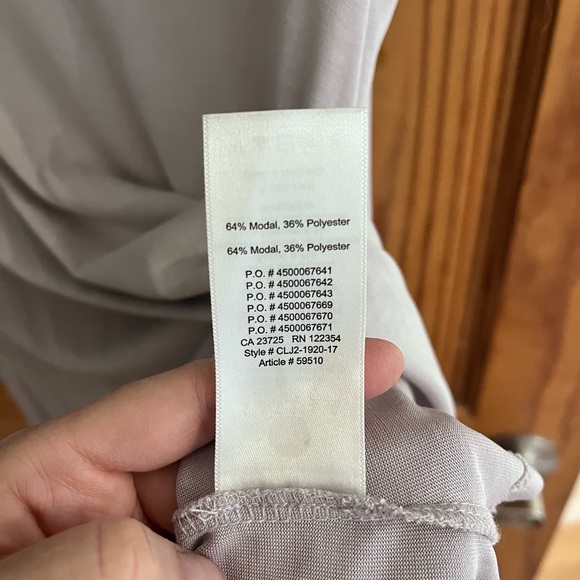 64% Modal, 36% Polyester
64% Modal, 36% Polyester
P.O. # 4500067641
P.O. # 4500067642
P.O. # 4500067643
P.O. # 4500067669
P.O. # 4500067670
P.O. # 4500067671
CA 23725 RN 122354
Style # CLJ2-1920-17
Article # 59510